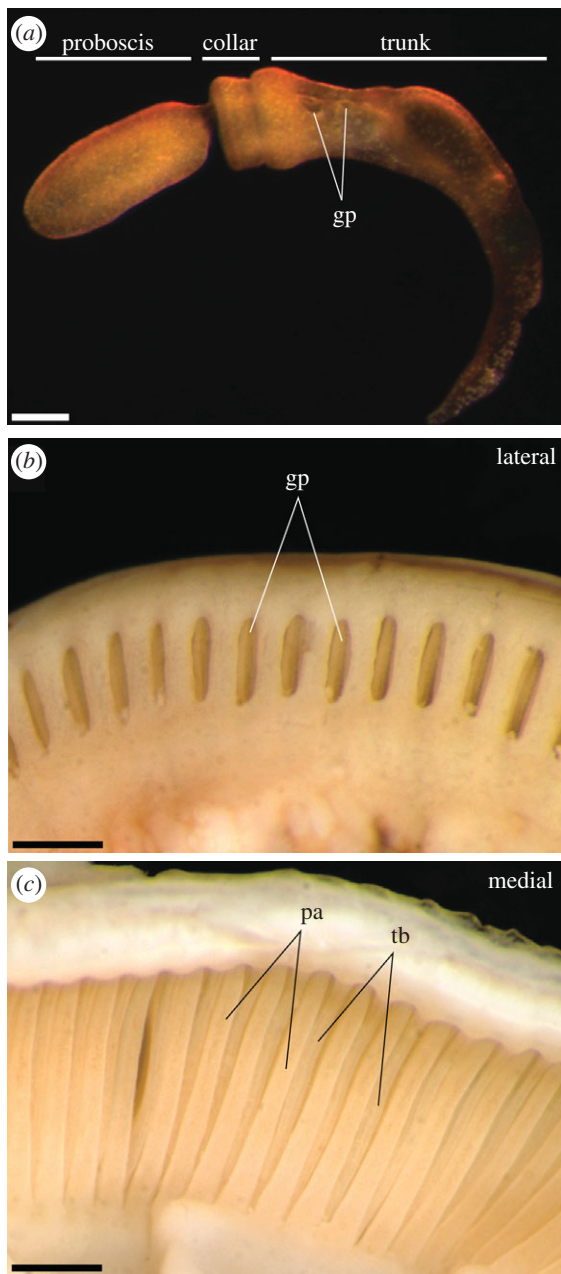 (a) proboscis collar trunk
gp
(b) lateral
gp
(c) medial
pa
tb